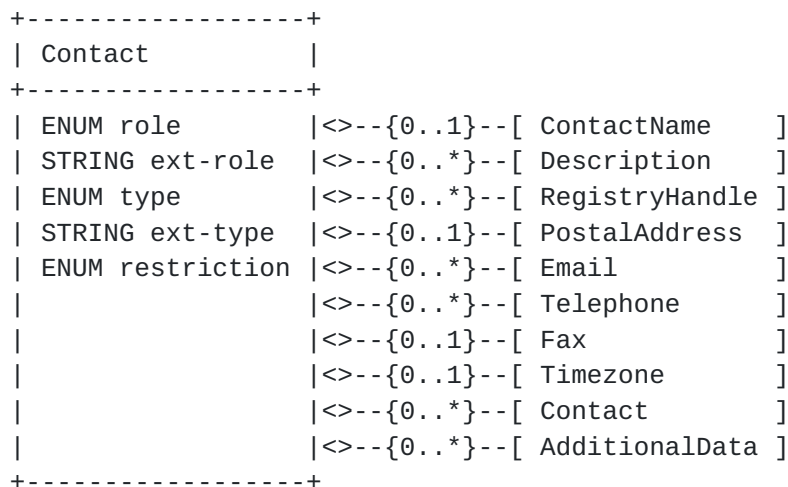 +------------------+
| Contact          |
+------------------+
| ENUM role        |<>--{0..1}--[ ContactName    ]
| STRING ext-role  |<>--{0..*}--[ Description    ]
| ENUM type        |<>--{0..*}--[ RegistryHandle ]
| STRING ext-type  |<>--{0..1}--[ PostalAddress  ]
| ENUM restriction |<>--{0..*}--[ Email          ]
|                  |<>--{0..*}--[ Telephone      ]
|                  |<>--{0..1}--[ Fax            ]
|                  |<>--{0..1}--[ Timezone       ]
|                  |<>--{0..*}--[ Contact        ]
|                  |<>--{0..*}--[ AdditionalData ]
+------------------+